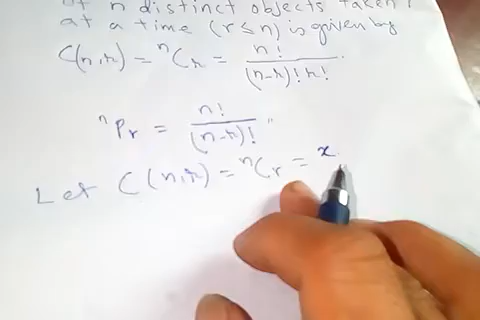 of n distinct objects taken r
at a time (r ≤ n) is given by
C(n,r) = ⁿCᵣ = n! / (n-r)! r! .
ⁿPᵣ = n! / (n-r)! "
Let C(n,r) = ⁿCᵣ = x